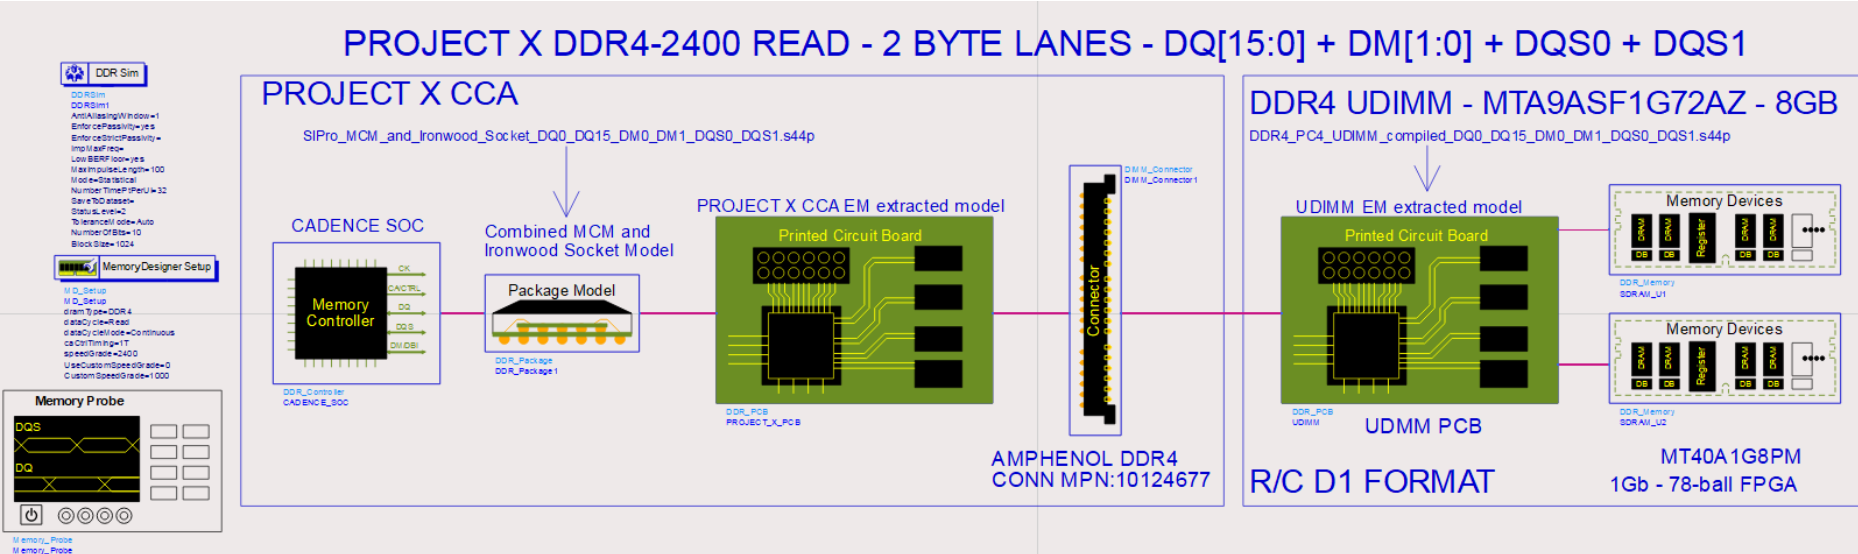 PROJECT X DDR4-2400 READ - 2 BYTE LANES - DQ[15:0] + DM[1:0] + DQS0 + DQS1
DDR Sim
DDRSim
DDRSim1
AntiAliasingWindow=1
EnforcePassivity=yes
EnforceStrictPassivity=
ImpMaxFreq=
LowBERFloor=yes
MaxImpulseLength=100
Mode=Statistical
NumberTimePtPerUI=32
SaveToDataset=
StatusLevel=2
ToleranceMode=Auto
NumberOfBits=10
BlockSize=1024
MemoryDesigner Setup
MD_Setup
MD_Setup
dramType=DDR4
dataCycle=Read
dataCycleMode=Continuous
caCtrlTiming=1T
speedGrade=2400
UseCustomSpeedGrade=0
CustomSpeedGrade=1000
Memory Probe
DQS
DQ
Memory_Probe
Memory_Probe
PROJECT X CCA
SIPro_MCM_and_Ironwood_Socket_DQ0_DQ15_DM0_DM1_DQS0_DQS1.s44p
CADENCE SOC
Memory
Controller
CK
CA/CTRL
DQ
DQS
DM/DBI
DDR_Controller
CADENCE_SOC
Combined MCM and
Ironwood Socket Model
Package Model
DDR_Package
DDR_Package1
PROJECT X CCA EM extracted model
Printed Circuit Board
DDR_PCB
PROJECT_X_PCB
DIMM_Connector
DIMM_Connector1
Connector
AMPHENOL DDR4
CONN MPN:10124677
DDR4 UDIMM - MTA9ASF1G72AZ - 8GB
DDR4_PC4_UDIMM_compiled_DQ0_DQ15_DM0_DM1_DQS0_DQS1.s44p
UDIMM EM extracted model
Printed Circuit Board
DDR_PCB
UDIMM
UDMM PCB
R/C D1 FORMAT
Memory Devices
DRAM
DRAM
Register
DRAM
DRAM
DB
DB
DB
DB
DDR_Memory
SDRAM_U1
Memory Devices
DRAM
DRAM
Register
DRAM
DRAM
DB
DB
DB
DB
DDR_Memory
SDRAM_U2
MT40A1G8PM
1Gb - 78-ball FPGA